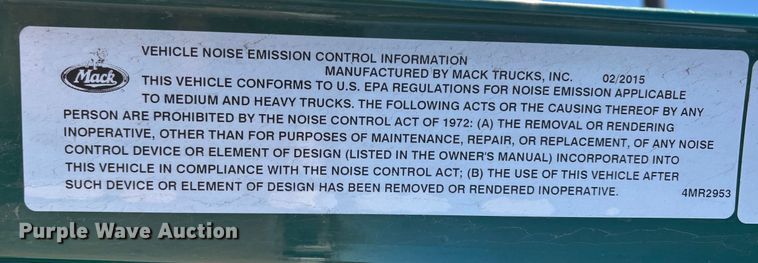 VEHICLE NOISE EMISSION CONTROL INFORMATION
MANUFACTURED BY MACK TRUCKS, INC. 02/2015
Mack
THIS VEHICLE CONFORMS TO U.S. EPA REGULATIONS FOR NOISE EMISSION APPLICABLE
TO MEDIUM AND HEAVY TRUCKS. THE FOLLOWING ACTS OR THE CAUSING THEREOF BY ANY
PERSON ARE PROHIBITED BY THE NOISE CONTROL ACT OF 1972: (A) THE REMOVAL OR RENDERING
INOPERATIVE, OTHER THAN FOR PURPOSES OF MAINTENANCE, REPAIR, OR REPLACEMENT, OF ANY NOISE
CONTROL DEVICE OR ELEMENT OF DESIGN (LISTED IN THE OWNER'S MANUAL) INCORPORATED INTO
THIS VEHICLE IN COMPLIANCE WITH THE NOISE CONTROL ACT; (B) THE USE OF THIS VEHICLE AFTER
SUCH DEVICE OR ELEMENT OF DESIGN HAS BEEN REMOVED OR RENDERED INOPERATIVE. 4MR2953
Purple Wave Auction